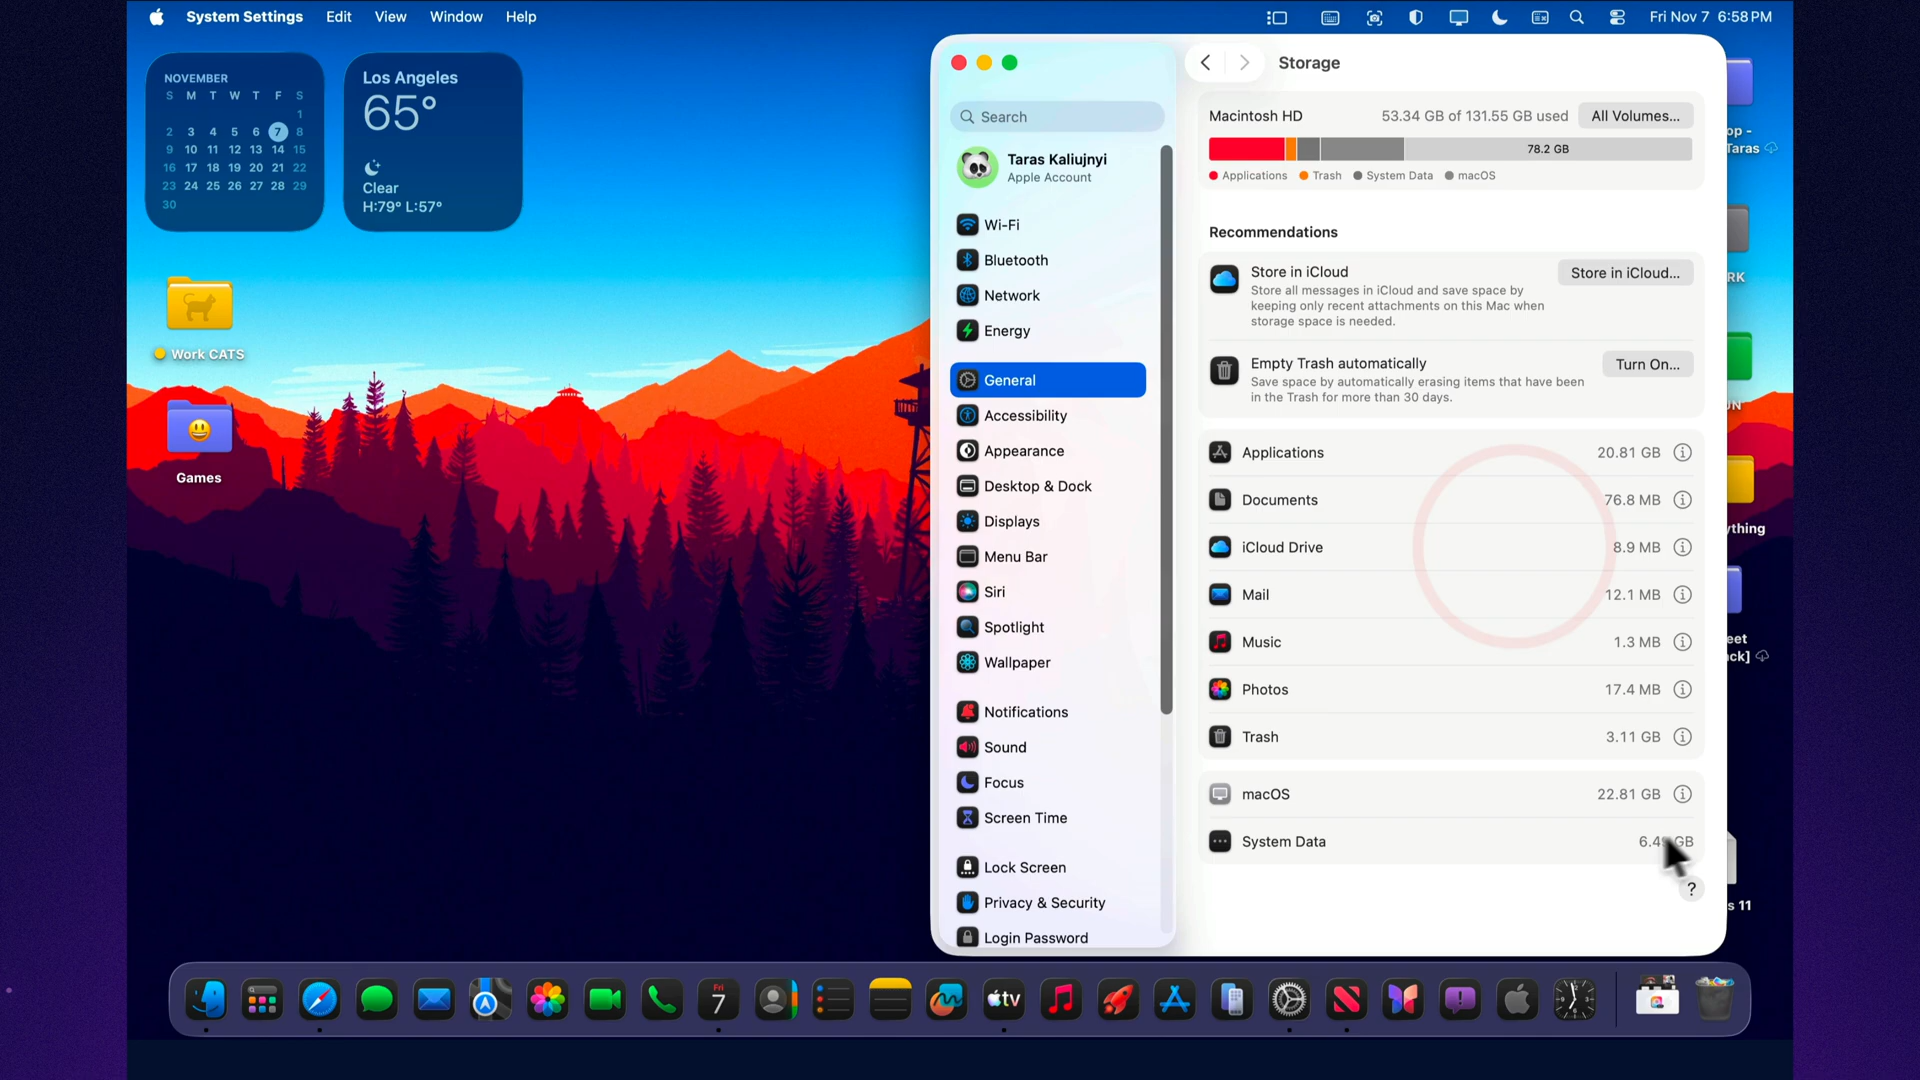 System Settings Edit View Window Help
Fri Nov 7 6:58 PM
NOVEMBER
S M T W T F S
1
2 3 4 5 6 7 8
9 10 11 12 13 14 15
16 17 18 19 20 21 22
23 24 25 26 27 28 29
30
Los Angeles
65°
Clear
H:79° L:57°
Work CATS
Games
Search
Taras Kaliujnyi
Apple Account
Wi-Fi
Bluetooth
Network
Energy
General
Accessibility
Appearance
Desktop & Dock
Displays
Menu Bar
Siri
Spotlight
Wallpaper
Notifications
Sound
Focus
Screen Time
Lock Screen
Privacy & Security
Login Password
Storage
Macintosh HD 53.34 GB of 131.55 GB used All Volumes...
78.2 GB
Applications Trash System Data macOS
Recommendations
Store in iCloud Store in iCloud...
Store all messages in iCloud and save space by
keeping only recent attachments on this Mac when
storage space is needed.
Empty Trash automatically Turn On...
Save space by automatically erasing items that have been
in the Trash for more than 30 days.
Applications 20.81 GB
Documents 76.8 MB
iCloud Drive 8.9 MB
Mail 12.1 MB
Music 1.3 MB
Photos 17.4 MB
Trash 3.11 GB
macOS 22.81 GB
System Data GB
?
op -
Taras
RK
ything
eet
ck]
s 11
Fri
7
tv